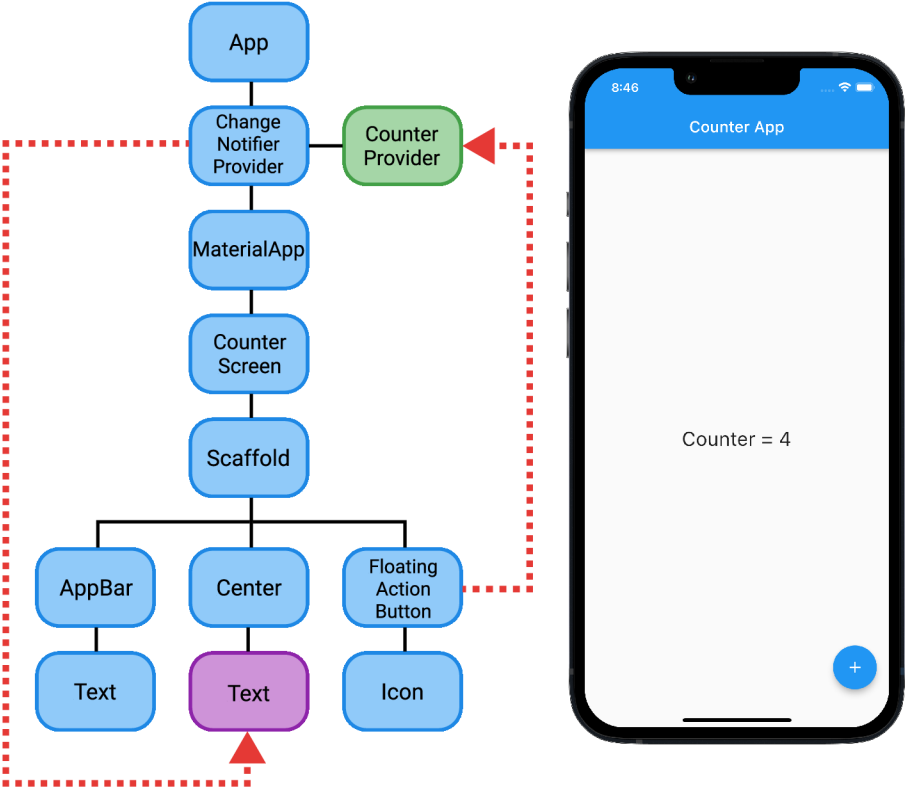 App
Change
Notifier
Provider
Counter
Provider
MaterialApp
Counter
Screen
Scaffold
AppBar
Center
Floating
Action
Button
Text
Text
Icon
8:46
Counter App
Counter = 4
+